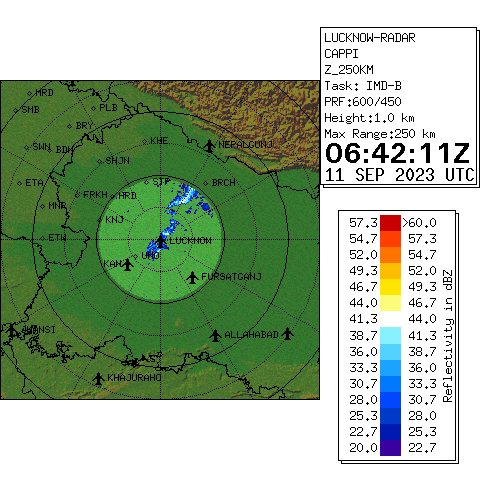 LUCKNOW-RADAR
CAPPI
Z_250KM
Task: IMD-B
PRF:600/450
Height:1.0 km
Max Range:250 km
06:42:11Z
11 SEP 2023 UTC
MRD
SMB
PLB
BRY
SWN
BDN
KHE
NEPALGUNJ
SHJN
ETA
FRKH
HRD
STP
BRCH
MNP
KNJ
ETW
LUCKNOW
UNO
KAN
FURSATGANJ
JHANSI
ALLAHABAD
KHAJURAHO
57.3 >60.0
54.7 57.3
52.0 54.7
49.3 52.0
46.7 49.3
44.0 46.7
41.3 44.0
38.7 41.3
36.0 38.7
33.3 36.0
30.7 33.3
28.0 30.7
25.3 28.0
22.7 25.3
20.0 22.7
Reflectivity in dBZ